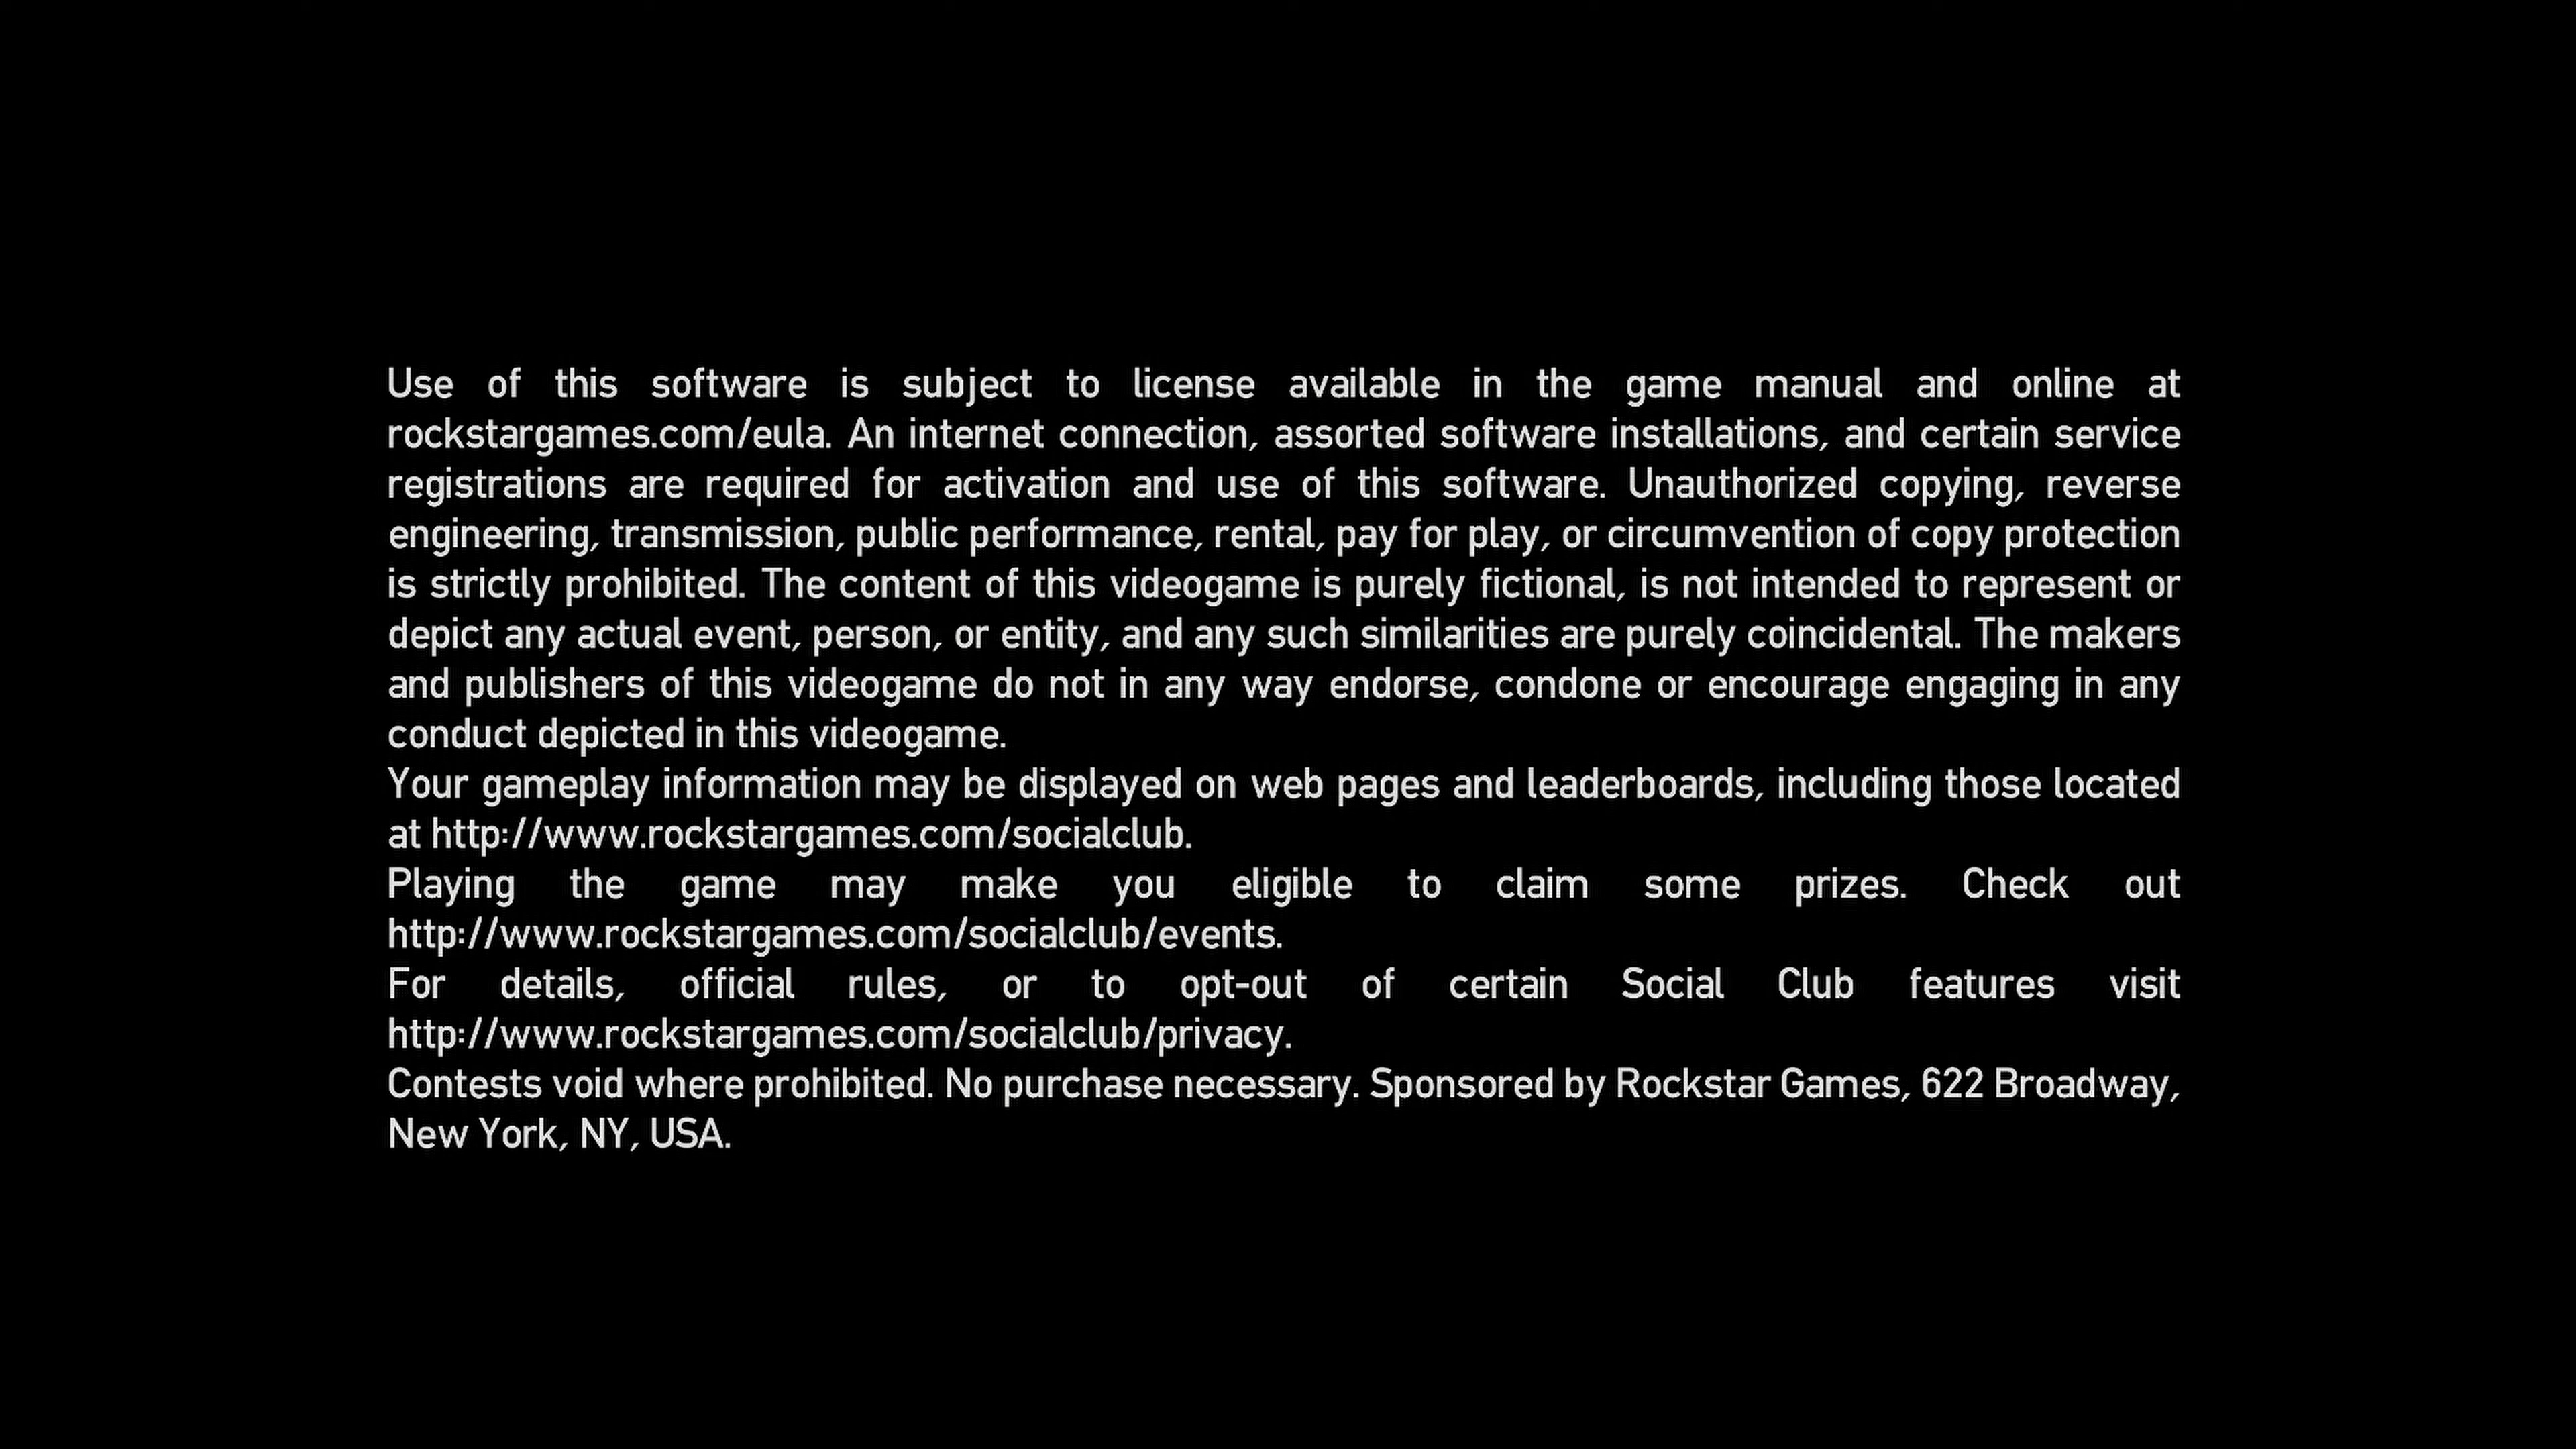 Use of this software is subject to license available in the game manual and online at
rockstargames.com/eula. An internet connection, assorted software installations, and certain service
registrations are required for activation and use of this software. Unauthorized copying, reverse
engineering, transmission, public performance, rental, pay for play, or circumvention of copy protection
is strictly prohibited. The content of this videogame is purely fictional, is not intended to represent or
depict any actual event, person, or entity, and any such similarities are purely coincidental. The makers
and publishers of this videogame do not in any way endorse, condone or encourage engaging in any
conduct depicted in this videogame.
Your gameplay information may be displayed on web pages and leaderboards, including those located
at http://www.rockstargames.com/socialclub.
Playing the game may make you eligible to claim some prizes. Check out
http://www.rockstargames.com/socialclub/events.
For details, official rules, or to opt-out of certain Social Club features visit
http://www.rockstargames.com/socialclub/privacy.
Contests void where prohibited. No purchase necessary. Sponsored by Rockstar Games, 622 Broadway,
New York, NY, USA.